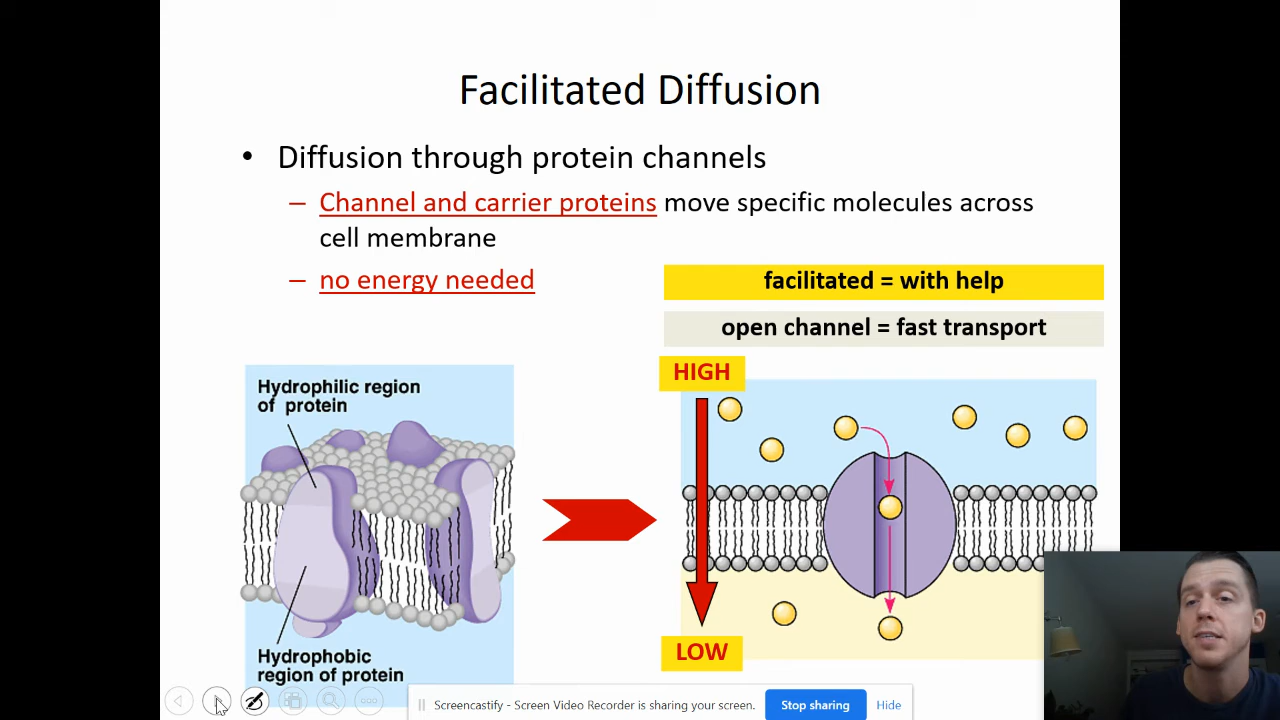 Facilitated Diffusion
• Diffusion through protein channels
– Channel and carrier proteins move specific molecules across
cell membrane
– no energy needed
facilitated = with help
open channel = fast transport
HIGH
Hydrophilic region
of protein
LOW
Hydrophobic
region of protein
Screencastify - Screen Video Recorder is sharing your screen.
Stop sharing
Hide